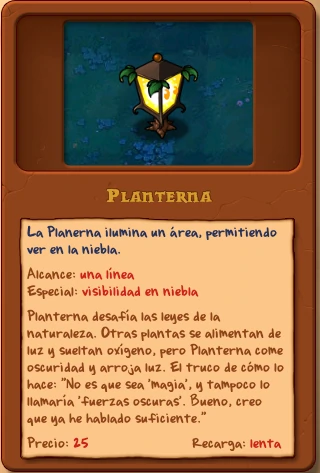 PLANTERNA
La Planerna ilumina un área, permitiendo
ver en la niebla.
Alcance: una línea
Especial: visibilidad en niebla
Planterna desafía las leyes de la
naturaleza. Otras plantas se alimentan de
luz y sueltan oxígeno, pero Planterna come
oscuridad y arroja luz. El truco de cómo lo
hace: "No es que sea 'magia', y tampoco lo
llamaría 'fuerzas oscuras'. Bueno, creo
que ya he hablado suficiente."
Precio: 25 Recarga: lenta